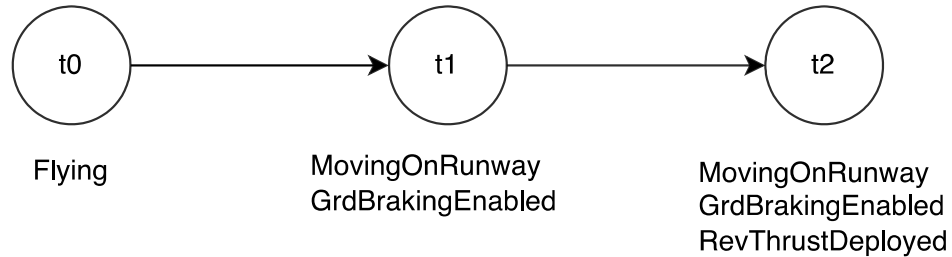 t0
t1
t2
Flying
MovingOnRunway
GrdBrakingEnabled
MovingOnRunway
GrdBrakingEnabled
RevThrustDeployed